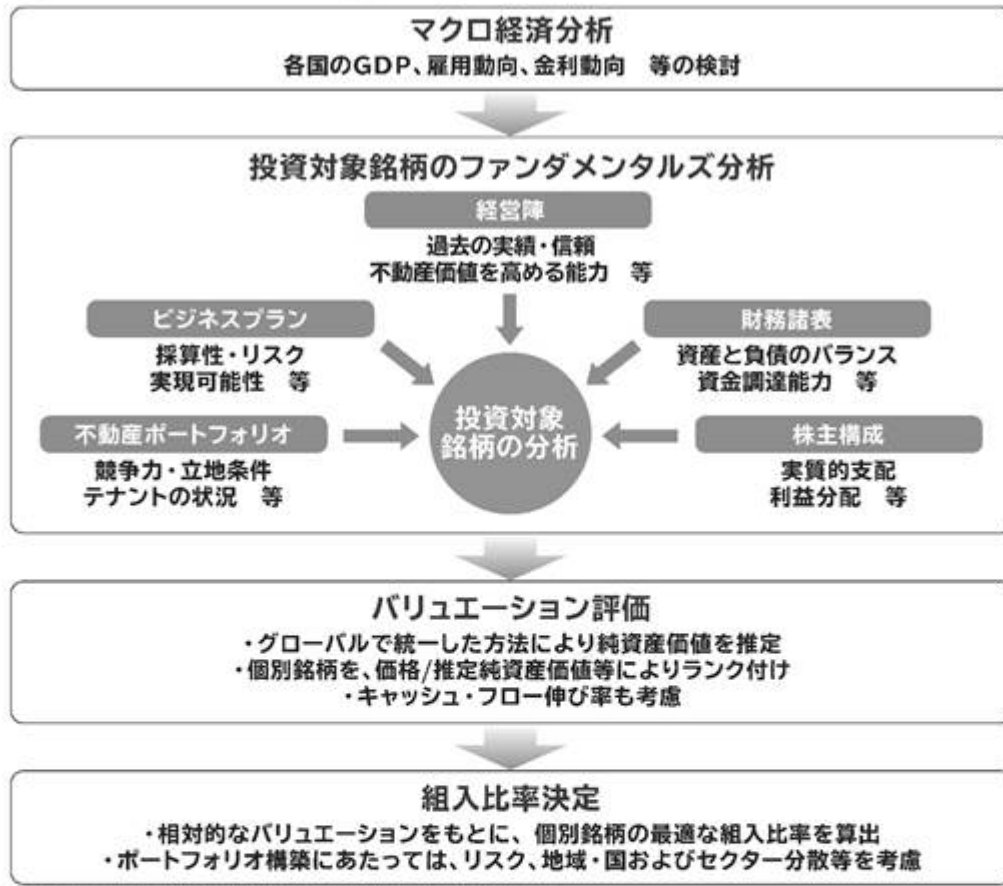 マクロ経済分析
各国のGDP、雇用動向、金利動向　等の検討
投資対象銘柄のファンダメンタルズ分析
経営陣
過去の実績・信頼
不動産価値を高める能力　等
ビジネスプラン
採算性・リスク
実現可能性　等
財務諸表
資産と負債のバランス
資金調達能力　等
不動産ポートフォリオ
競争力・立地条件
テナントの状況　等
投資対象
銘柄の分析
株主構成
実質的支配
利益分配　等
バリュエーション評価
・グローバルで統一した方法により純資産価値を推定
・個別銘柄を、価格/推定純資産価値等によりランク付け
・キャッシュ・フロー伸び率も考慮
組入比率決定
・相対的なバリュエーションをもとに、個別銘柄の最適な組入比率を算出
・ポートフォリオ構築にあたっては、リスク、地域・国およびセクター分散等を考慮